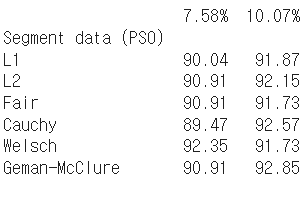 7.58% 10.07%
Segment data (PSO)
L1 90.04 91.87
L2 90.91 92.15
Fair 90.91 91.73
Cauchy 89.47 92.57
Welsch 92.35 91.73
Geman-McClure 90.91 92.85